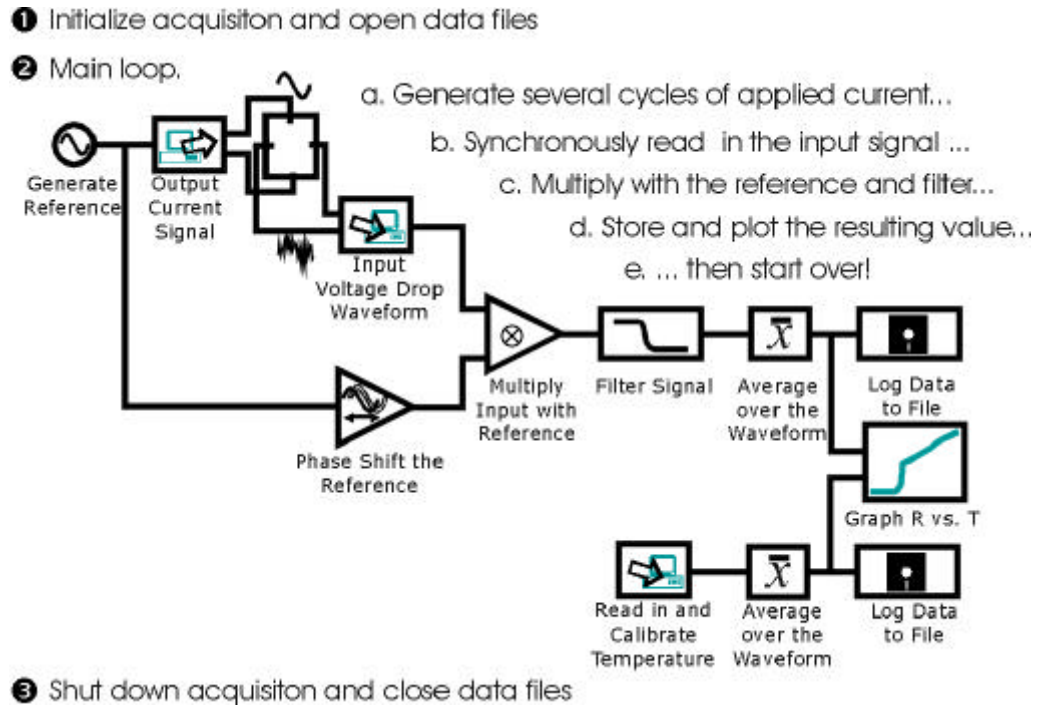 ❶ Initialize acquisiton and open data files
❷ Main loop.
a. Generate several cycles of applied current...
b. Synchronously read in the input signal ...
c. Multiply with the reference and filter...
d. Store and plot the resulting value...
e. ... then start over!
Generate
Reference
Output
Current
Signal
Input
Voltage Drop
Waveform
Phase Shift the
Reference
Multiply
Input with
Reference
Filter Signal
x̄
Average
over the
Waveform
Log Data
to File
Graph R vs. T
Read in and
Calibrate
Temperature
x̄
Average
over the
Waveform
Log Data
to File
❸ Shut down acquisiton and close data files